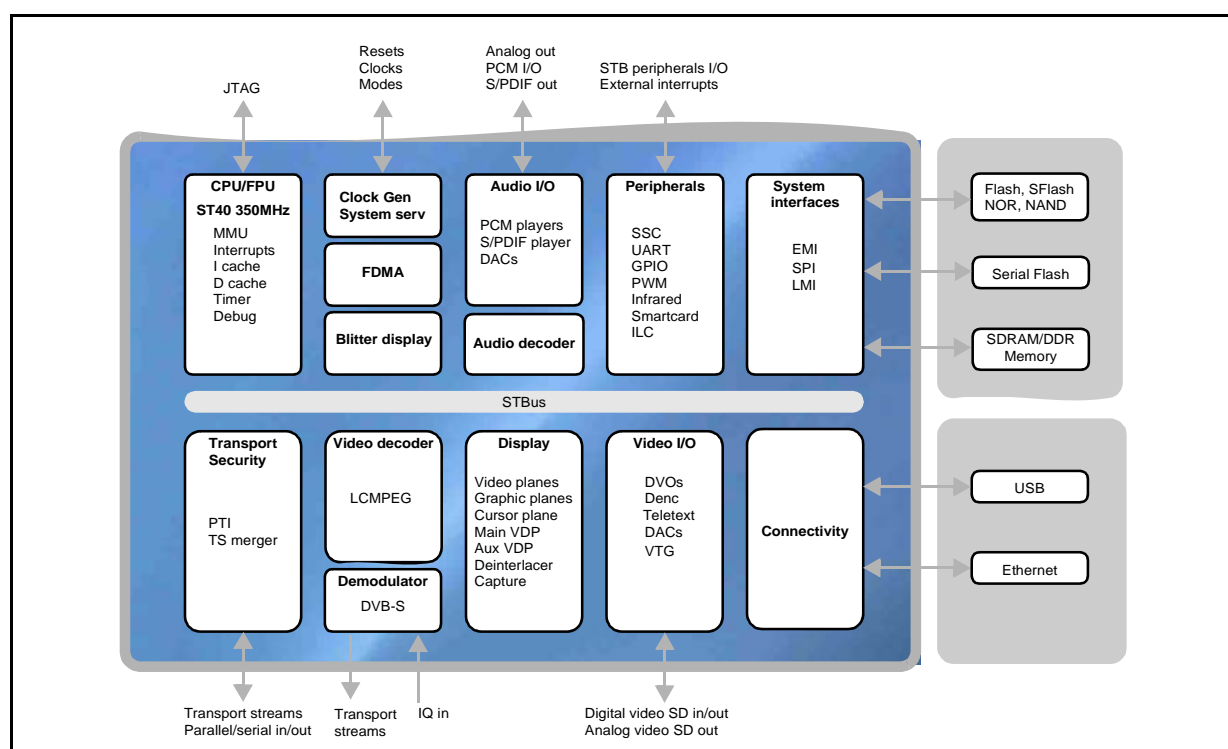 Resets
Clocks
Modes
Analog out
PCM I/O
S/PDIF out
STB peripherals I/O
External interrupts
JTAG
CPU/FPU
ST40 350MHz
MMU
Interrupts
I cache
D cache
Timer
Debug
Clock Gen
System serv
FDMA
Blitter display
Audio I/O
PCM players
S/PDIF player
DACs
Audio decoder
Peripherals
SSC
UART
GPIO
PWM
Infrared
Smartcard
ILC
System
interfaces
EMI
SPI
LMI
Flash, SFlash
NOR, NAND
Serial Flash
SDRAM/DDR
Memory
STBus
Transport
Security
PTI
TS merger
Video decoder
LCMPEG
Demodulator
DVB-S
Display
Video planes
Graphic planes
Cursor plane
Main VDP
Aux VDP
Deinterlacer
Capture
Video I/O
DVOs
Denc
Teletext
DACs
VTG
Connectivity
USB
Ethernet
Transport streams
Parallel/serial in/out
Transport
streams
IQ in
Digital video SD in/out
Analog video SD out